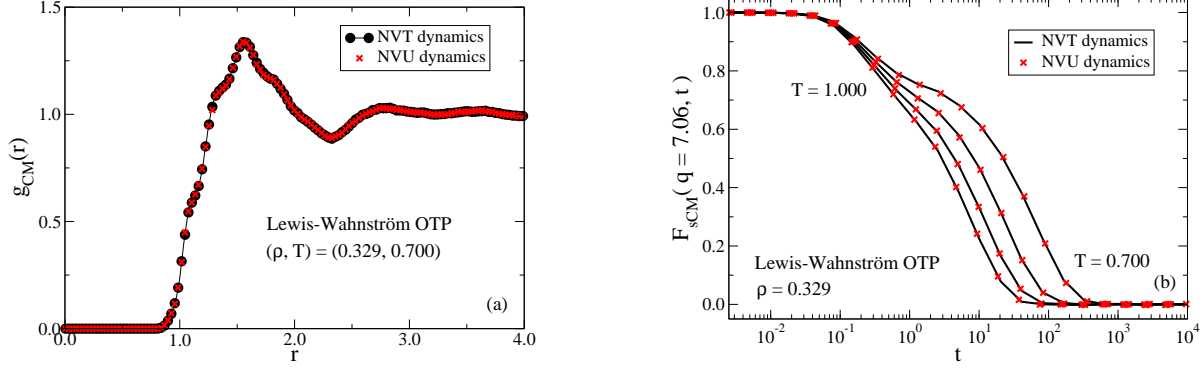 1.5
1.0
0.5
0.0
g_CM(r)
NVT dynamics
NVU dynamics
Lewis-Wahnström OTP
(ρ, T) = (0.329, 0.700)
(a)
0.0 1.0 2.0 3.0 4.0
r
1.0
0.8
0.6
0.4
0.2
0.0
F_sCM( q = 7.06, t )
NVT dynamics
NVU dynamics
T = 1.000
T = 0.700
Lewis-Wahnström OTP
ρ = 0.329
(b)
10^-2 10^-1 10^0 10^1 10^2 10^3 10^4
t